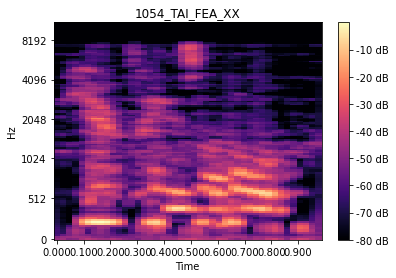 1054_TAI_FEA_XX
8192
4096
2048
1024
512
0
Hz
0.0000.10000.2000.3000.4000.5000.6000.7000.8000.900
Time
-10 dB
-20 dB
-30 dB
-40 dB
-50 dB
-60 dB
-70 dB
-80 dB